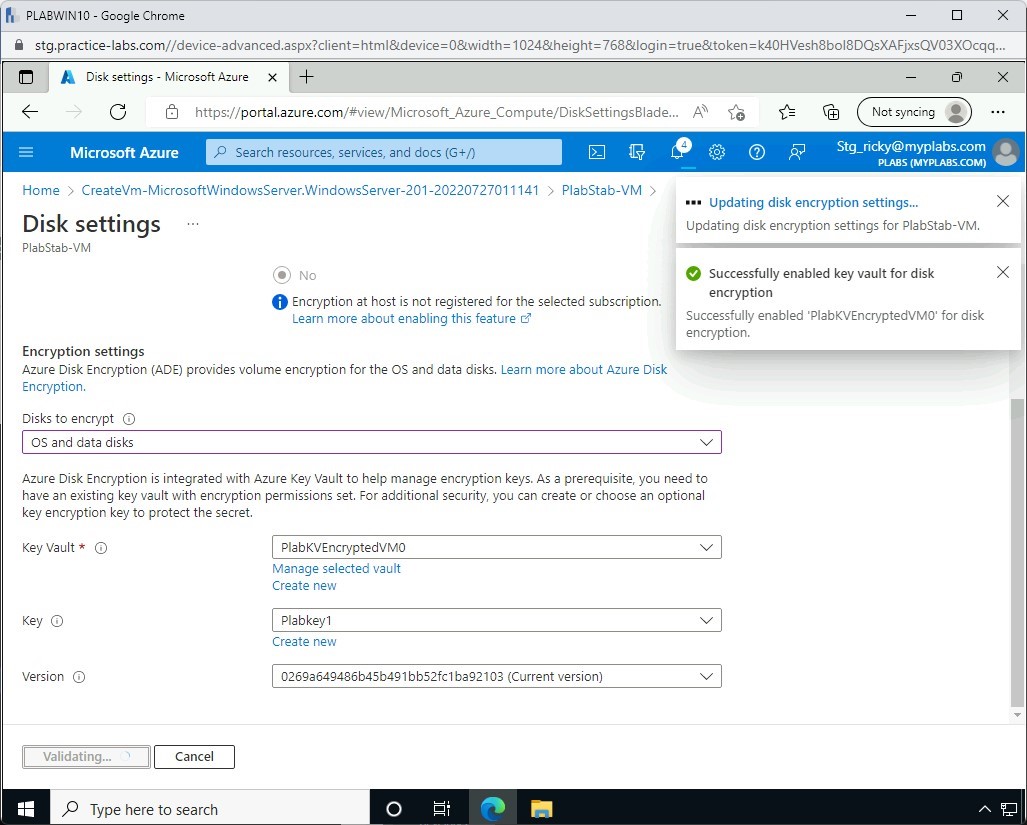 PLABWIN10 - Google Chrome
stg.practice-labs.com//device-advanced.aspx?client=html&device=0&width=1024&height=768&login=true&token=k40HVesh8bol8DQsXAFjxsQV03XOcqq...
Disk settings - Microsoft Azure
https://portal.azure.com/#view/Microsoft_Azure_Compute/DiskSettingsBlade...
Not syncing
Microsoft Azure
Search resources, services, and docs (G+/)
4
Stg_ricky@myplabs.com
PLABS (MYPLABS.COM)
Home > CreateVm-MicrosoftWindowsServer.WindowsServer-201-20220727011141 > PlabStab-VM >
Disk settings ...
PlabStab-VM
Updating disk encryption settings...
Updating disk encryption settings for PlabStab-VM.
Successfully enabled key vault for disk
encryption
Successfully enabled 'PlabKVEncryptedVM0' for disk
encryption.
No
Encryption at host is not registered for the selected subscription.
Learn more about enabling this feature
Encryption settings
Azure Disk Encryption (ADE) provides volume encryption for the OS and data disks. Learn more about Azure Disk
Encryption.
Disks to encrypt
OS and data disks
Azure Disk Encryption is integrated with Azure Key Vault to help manage encryption keys. As a prerequisite, you need to
have an existing key vault with encryption permissions set. For additional security, you can create or choose an optional
key encryption key to protect the secret.
Key Vault *
PlabKVEncryptedVM0
Manage selected vault
Create new
Key
Plabkey1
Create new
Version
0269a649486b45b491bb52fc1ba92103 (Current version)
Validating...
Cancel
Type here to search